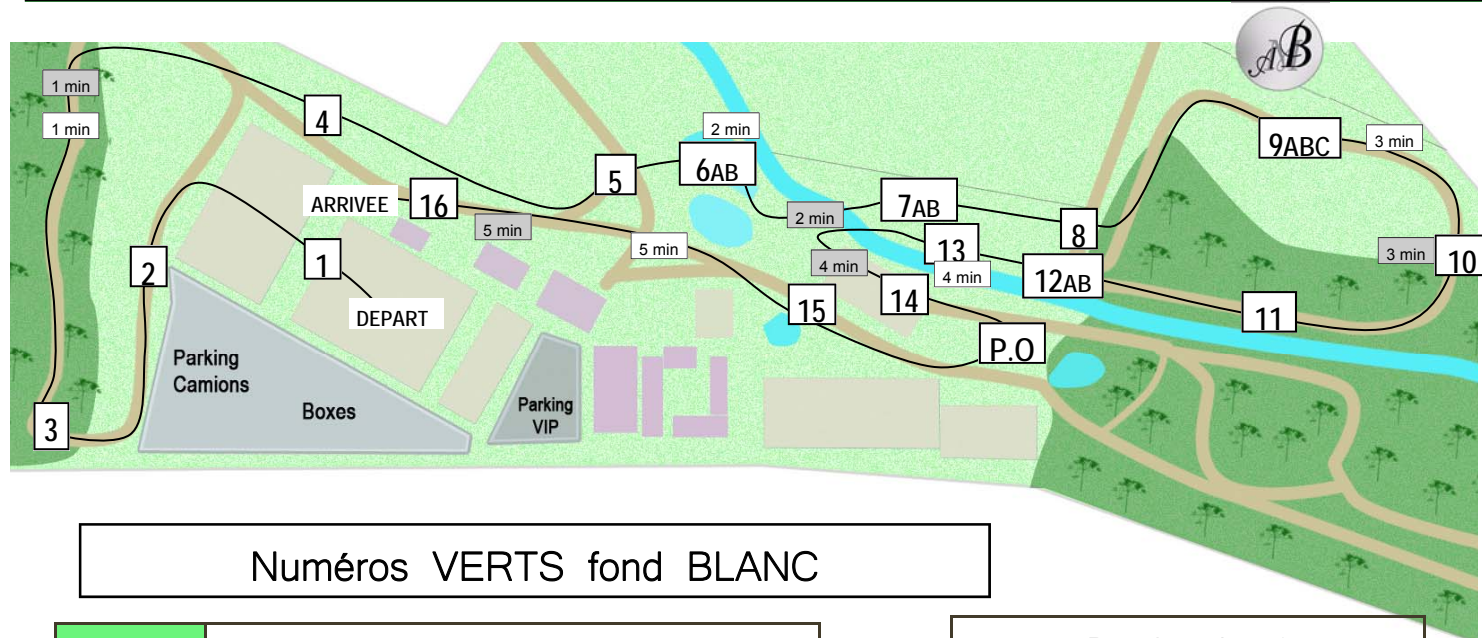 AB
1 min
1 min
4
5
2 min
6AB
9ABC
3 min
ARRIVEE
16
5 min
5 min
2 min
7AB
8
13
4 min
4 min
12AB
3 min
10
2
1
DEPART
14
15
11
P.O
Parking
Camions
Boxes
Parking
VIP
3
Numéros VERTS fond BLANC